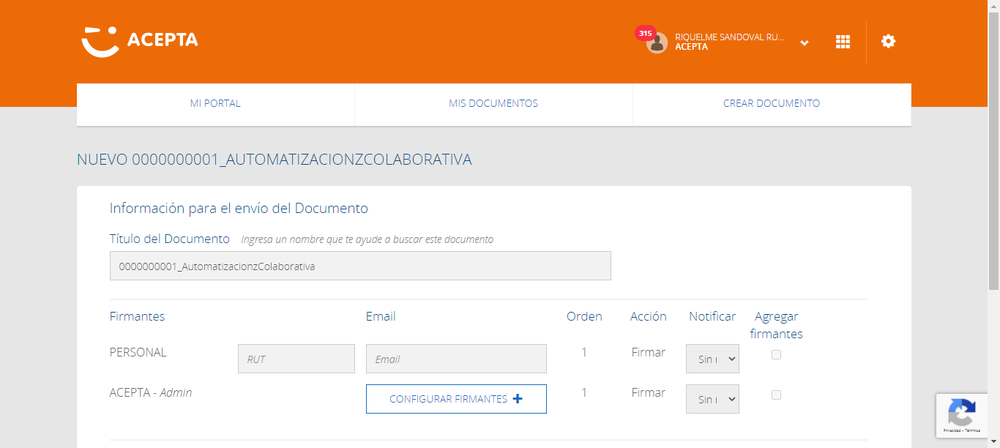 ACEPTA
315
RIQUELME SANDOVAL RU...
ACEPTA
MI PORTAL
MIS DOCUMENTOS
CREAR DOCUMENTO
NUEVO 0000000001_AUTOMATIZACIONZCOLABORATIVA
Información para el envío del Documento
Título del Documento Ingresa un nombre que te ayude a buscar este documento
0000000001_AutomatizacionzColaborativa
Firmantes Email Orden Acción Notificar Agregar firmantes
PERSONAL RUT Email 1 Firmar Sin
ACEPTA - Admin CONFIGURAR FIRMANTES 1 Firmar Sin
Privacidad - Términos